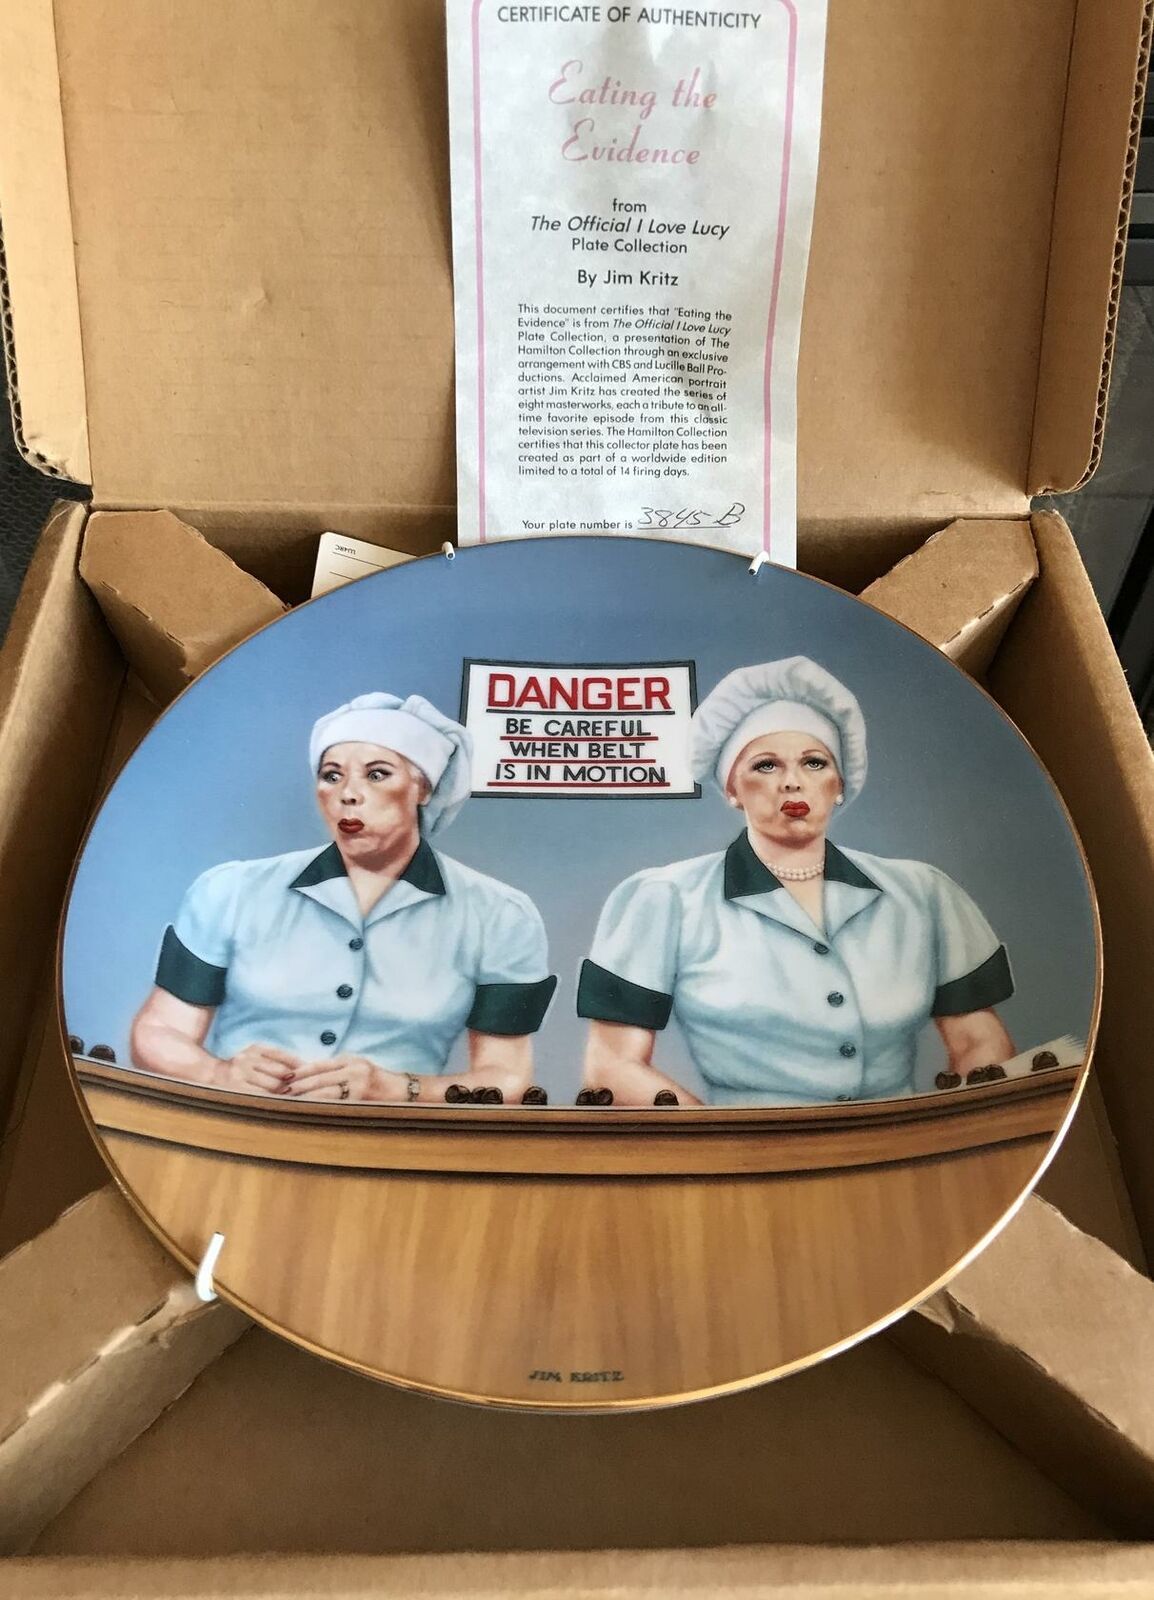 CERTIFICATE OF AUTHENTICITY
Eating the
Evidence
from
The Official I Love Lucy
Plate Collection
By Jim Kritz
This document certifies that "Eating the
Evidence" is from The Official I Love Lucy
Plate Collection, a presentation of The
Hamilton Collection through an exclusive
arrangement with CBS and Lucille Ball Pro-
ductions. Acclaimed American portrait
artist Jim Kritz has created the series of
eight masterworks, each a tribute to an all-
time favorite episode from this classic
television series. The Hamilton Collection
certifies that this collector plate has been
created as part of a worldwide edition
limited to a total of 14 firing days.
Your plate number is 3845 B
DANGER
BE CAREFUL
WHEN BELT
IS IN MOTION
JIM KRITZ